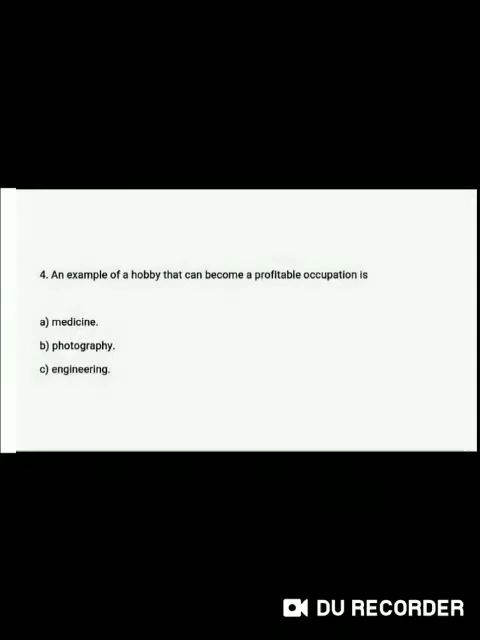 4. An example of a hobby that can become a profitable occupation is
a) medicine.
b) photography.
c) engineering.
DU RECORDER